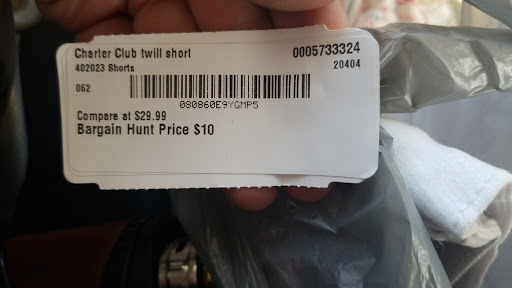 Charter Club twill short 0005733324
402023 Shorts 20404
062
080860E9YGMP5
Compare at $29.99
Bargain Hunt Price $10